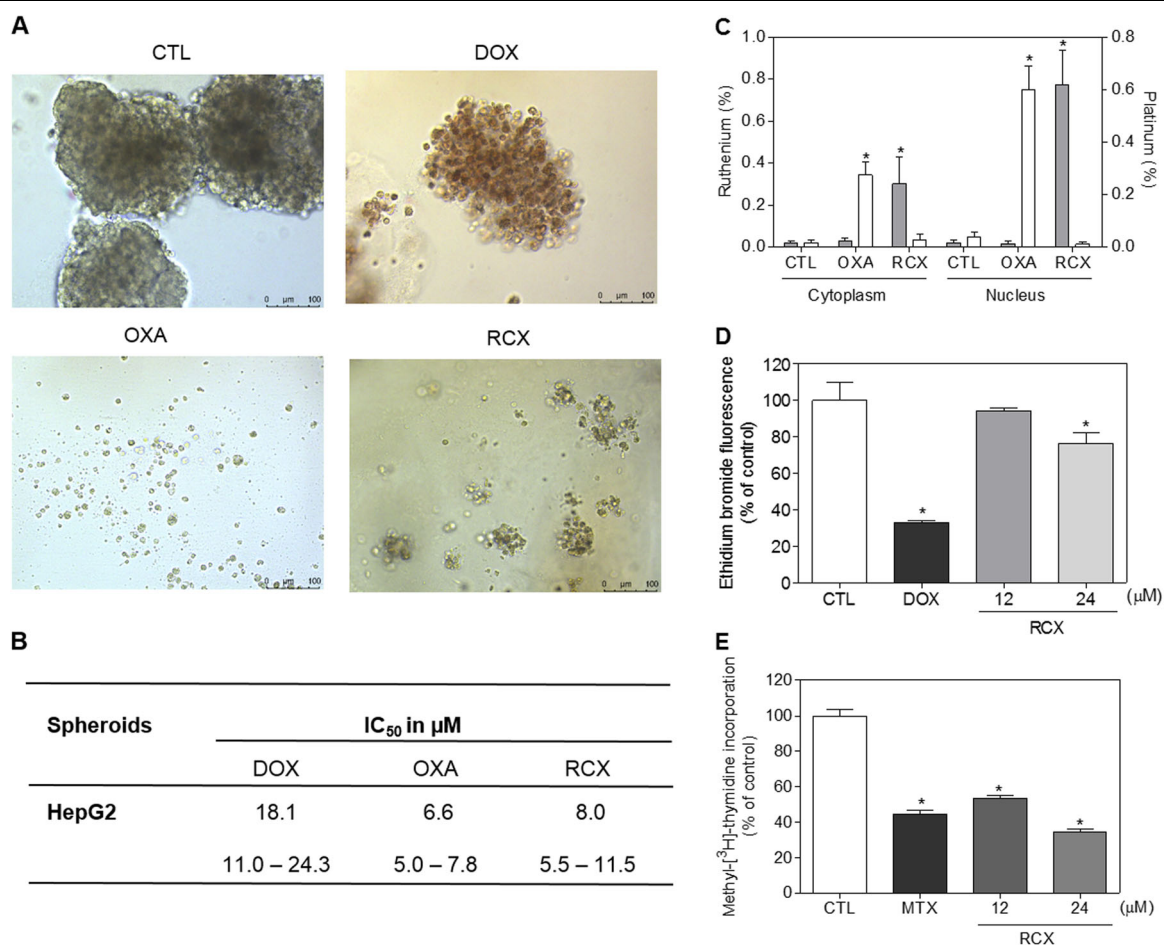 A
CTL
DOX
0 µm 100
0 µm 100
OXA
RCX
0 µm 100
0 µm 100
B
Spheroids
IC50 in µM
DOX OXA RCX
HepG2 18.1 6.6 8.0
11.0 – 24.3 5.0 – 7.8 5.5 – 11.5
C
Ruthenium (%)
1.0
0.8
0.6
0.4
0.2
0.0
Platinum (%)
0.8
0.6
0.4
0.2
0.0
* * * *
CTL OXA RCX CTL OXA RCX
Cytoplasm Nucleus
D
Ethidium bromide fluorescence
(% of control)
120
100
80
60
40
20
0
* *
CTL DOX 12 24 (µM)
RCX
E
Methyl-[3H]-thymidine incorporation
(% of control)
120
100
80
60
40
20
0
* * *
CTL MTX 12 24 (µM)
RCX